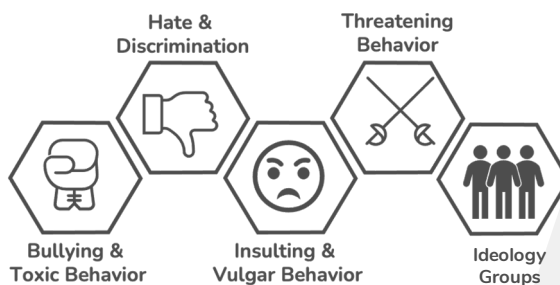 Hate &
Discrimination
Threatening
Behavior
Bullying &
Toxic Behavior
Insulting &
Vulgar Behavior
Ideology
Groups